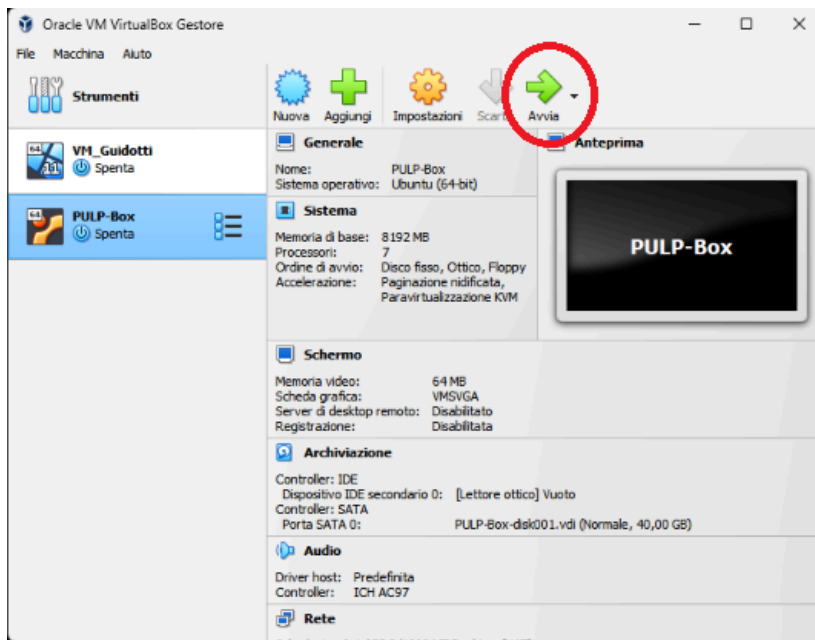 Oracle VM VirtualBox Gestore
File Macchina Aiuto
Strumenti
Nuova Aggiungi Impostazioni Avvia
64
VM_Guidotti
Spenta
64
PULP-Box
Spenta
Generale
Nome: PULP-Box
Sistema operativo: Ubuntu (64-bit)
Sistema
Memoria di base: 8192 MB
Processori: 7
Ordine di avvio: Disco fisso, Ottico, Floppy
Accelerazione: Paginazione nidificata,
Paravirtualizzazione KVM
Anteprima
PULP-Box
Schermo
Memoria video: 64 MB
Scheda grafica: VMSVGA
Server di desktop remoto: Disabilitato
Registrazione: Disabilitata
Archiviazione
Controller: IDE
Dispositivo IDE secondario 0: [Lettore ottico] Vuoto
Controller: SATA
Porta SATA 0: PULP-Box-disk001.vdi (Normale, 40,00 GB)
Audio
Driver host: Predefinita
Controller: ICH AC97
Rete